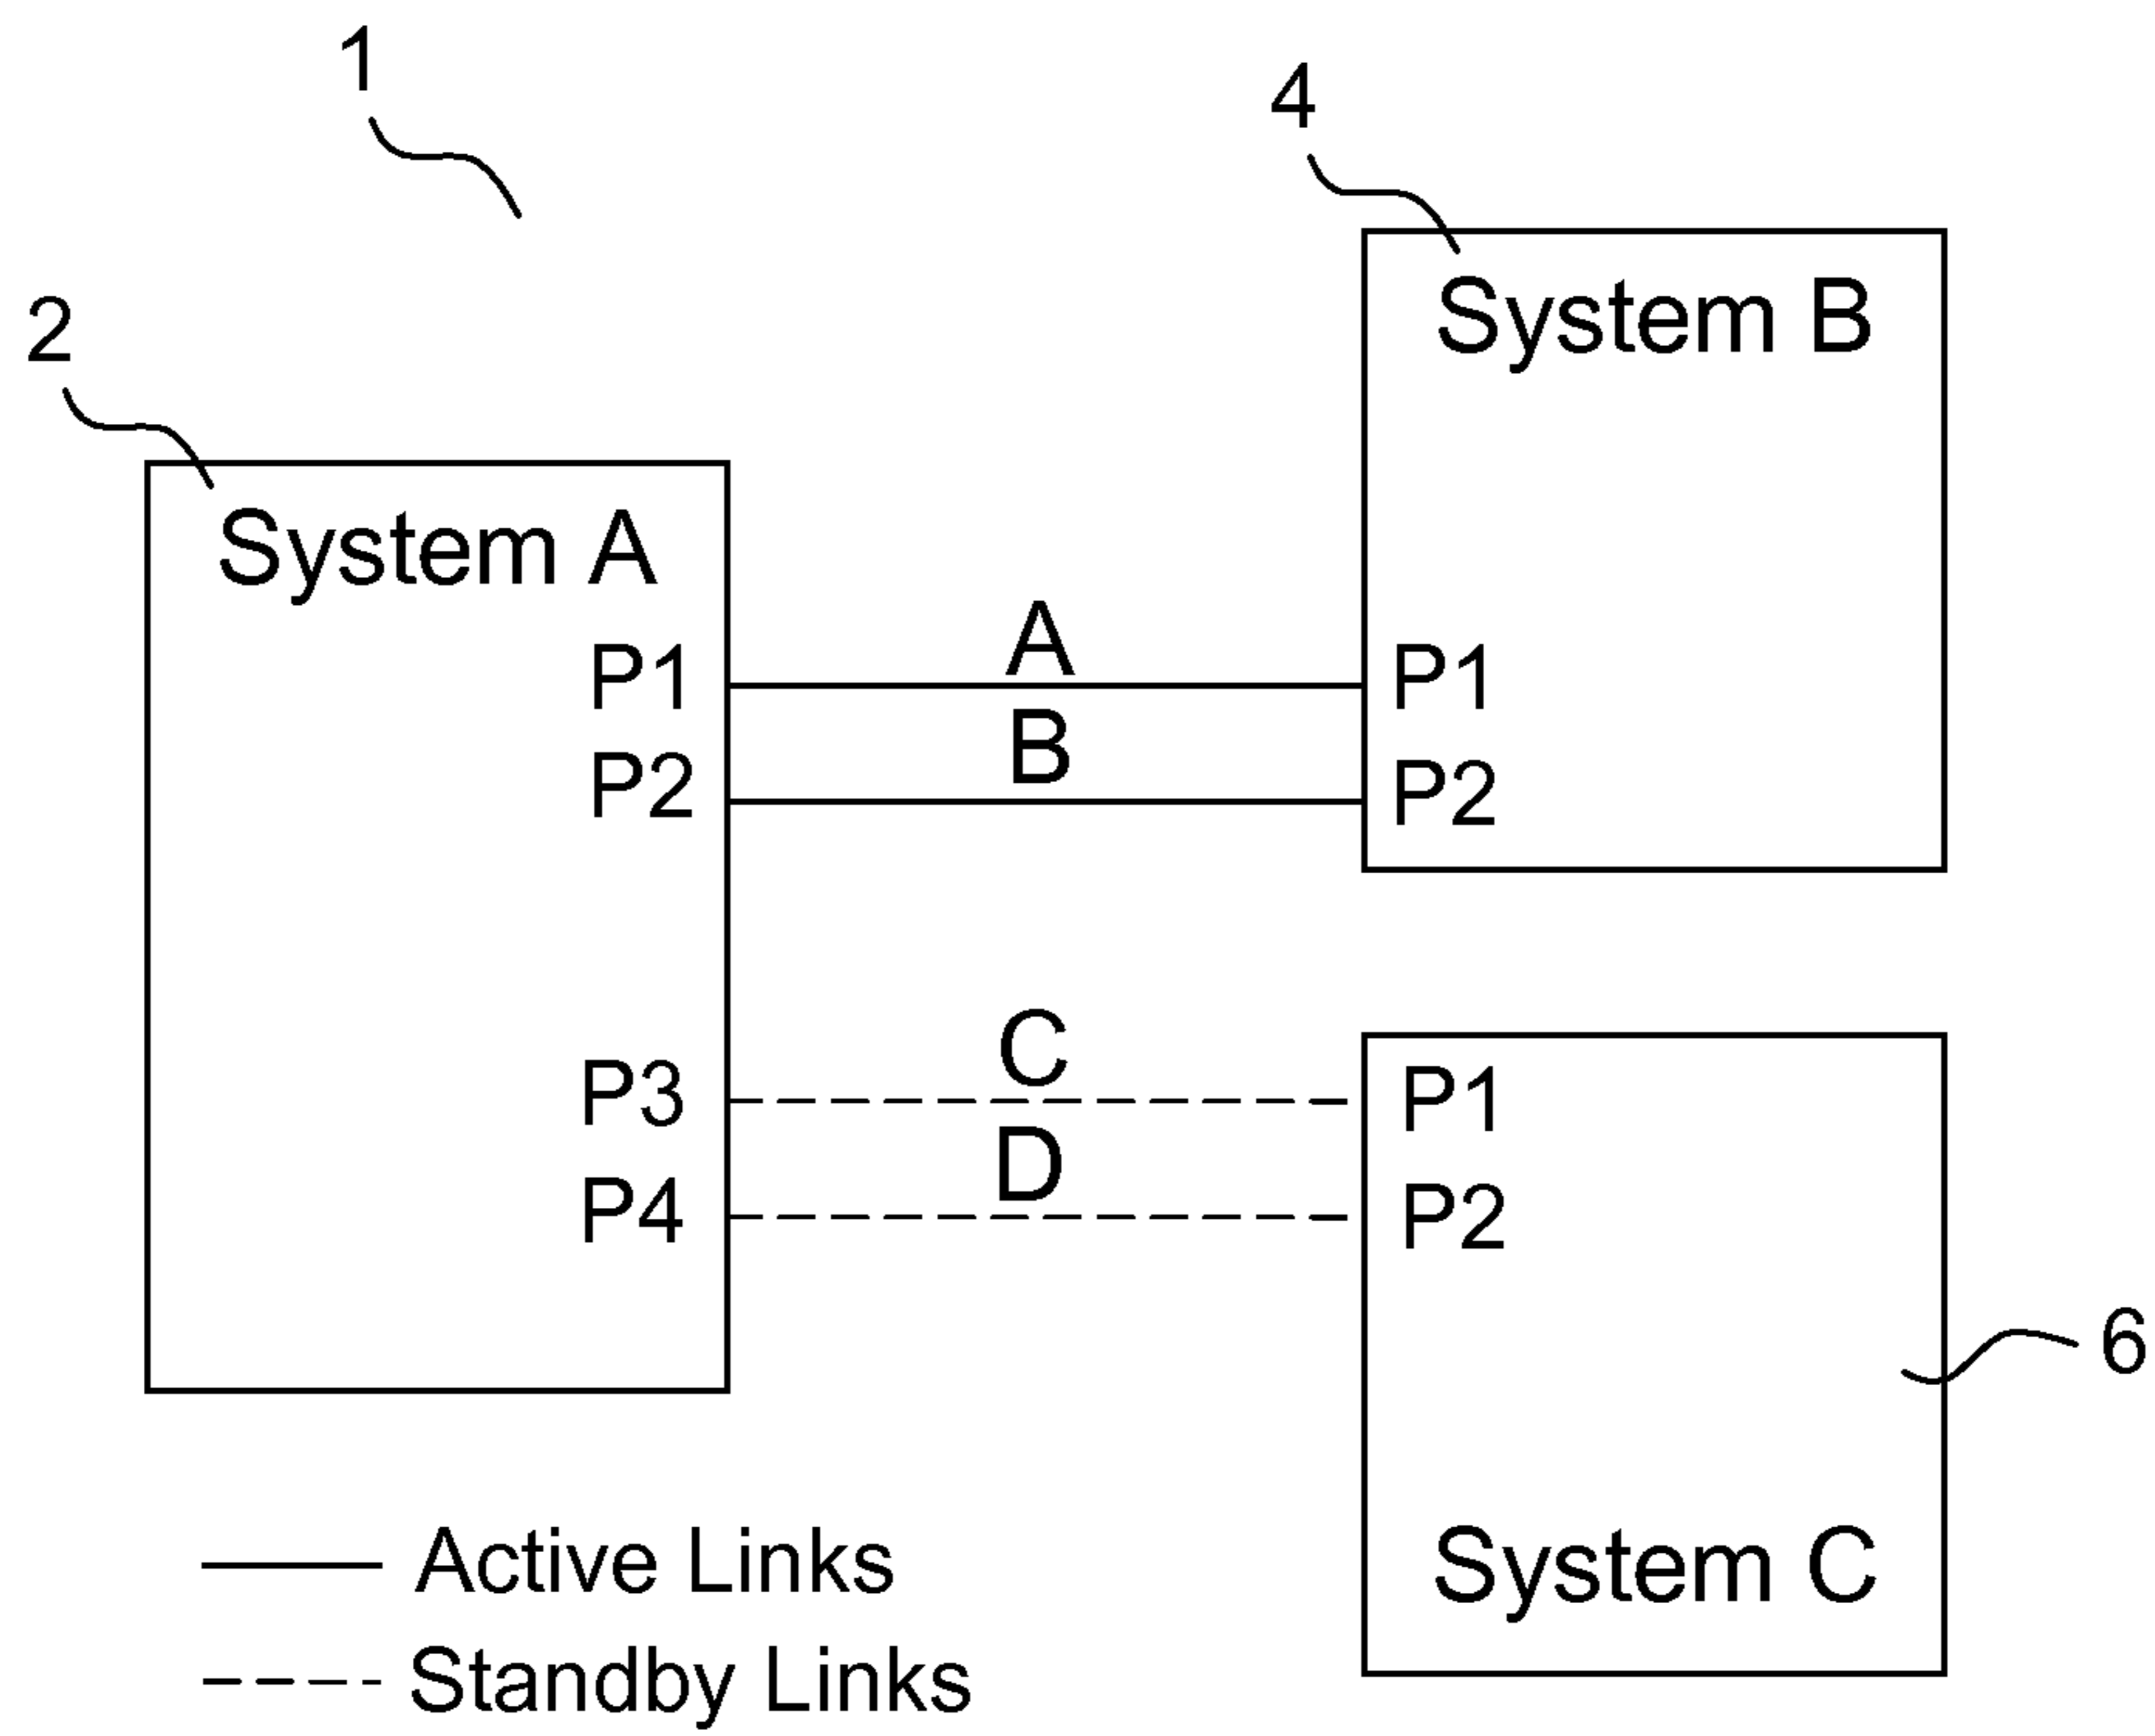 1
4
2
System B
System A
A
P1
P1
B
P2
P2
C
P3
P1
D
P4
P2
6
Active Links
System C
Standby Links